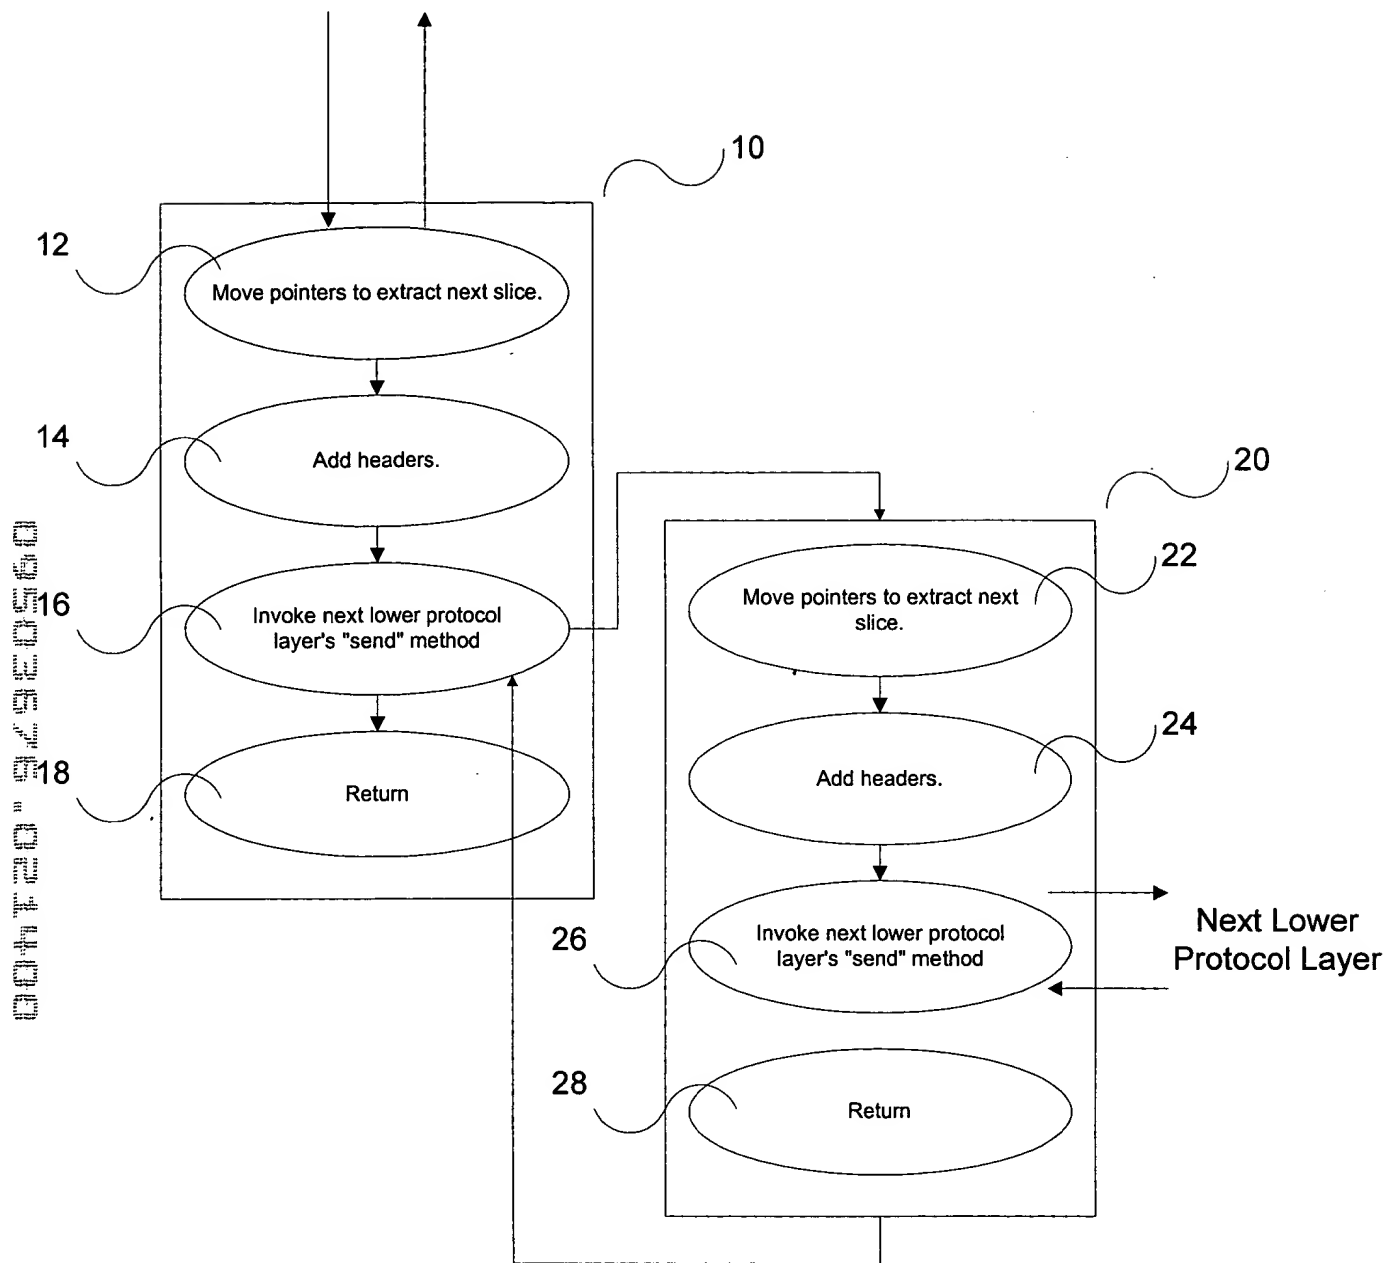 10
12
Move pointers to extract next slice.
14
Add headers.
20
22
Move pointers to extract next
slice.
16
Invoke next lower protocol
layer's "send" method
24
Add headers.
18
Return
26
Invoke next lower protocol
layer's "send" method
Next Lower
Protocol Layer
28
Return
09503676.021400